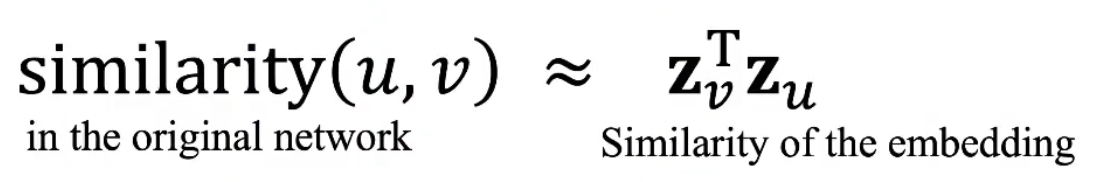 similarity(u, v) ≈ z_v^T z_u
in the original network
Similarity of the embedding